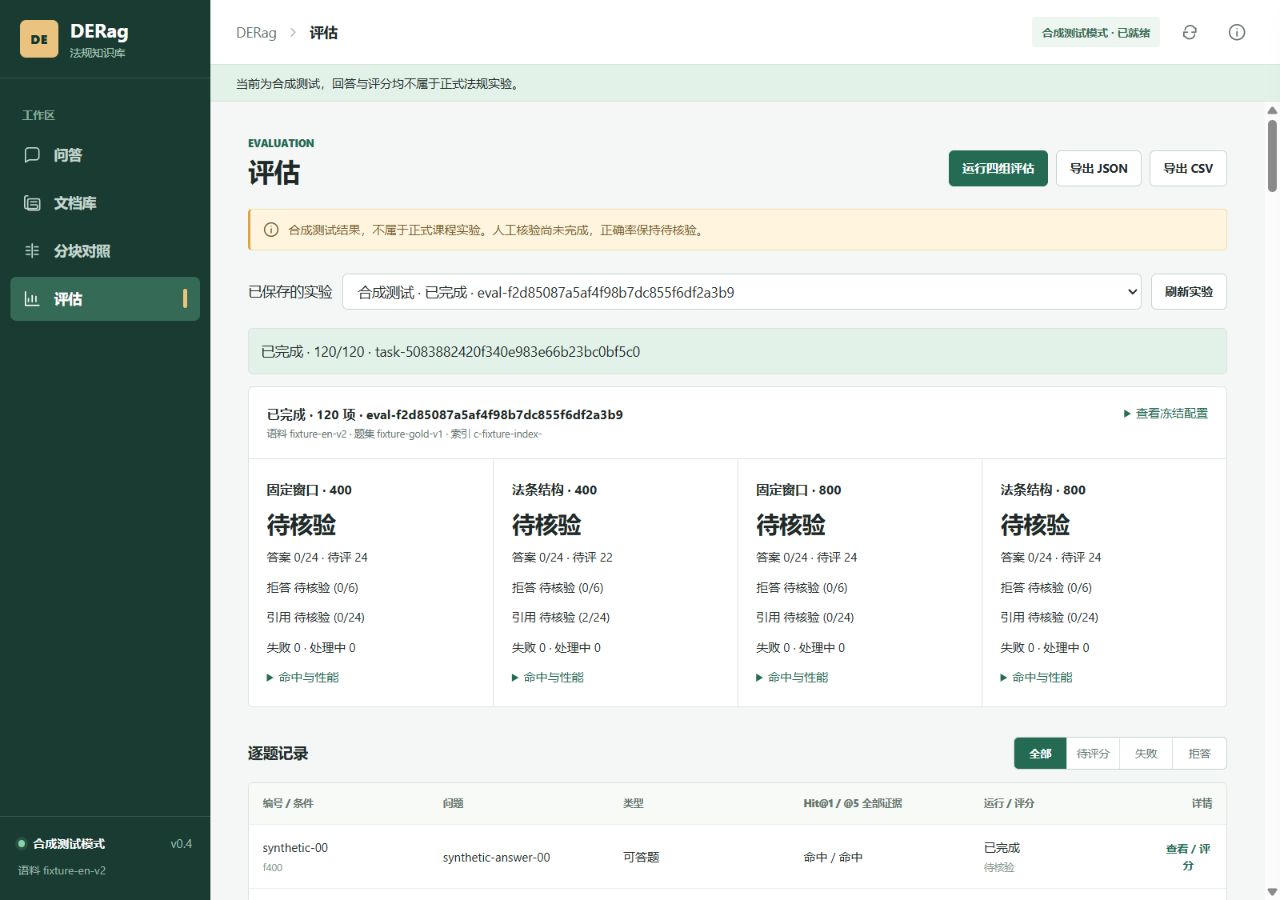 DE
DERag
法规知识库
工作区
问答
文档库
分块对照
评估
合成测试模式
v0.4
语料 fixture-en-v2
DERag
评估
合成测试模式 · 已就绪
当前为合成测试，回答与评分均不属于正式法规实验。
EVALUATION
评估
运行四组评估
导出 JSON
导出 CSV
合成测试结果，不属于正式课程实验。人工核验尚未完成，正确率保持待核验。
已保存的实验
合成测试 · 已完成 · eval-f2d85087a5af4f98b7dc855f6df2a3b9
刷新实验
已完成 · 120/120 · task-5083882420f340e983e66b23bc0bf5c0
已完成 · 120 项 · eval-f2d85087a5af4f98b7dc855f6df2a3b9
查看冻结配置
语料 fixture-en-v2 · 题集 fixture-gold-v1 · 索引 c-fixture-index-
固定窗口 · 400
待核验
答案 0/24 · 待评 24
拒答 待核验 (0/6)
引用 待核验 (0/24)
失败 0 · 处理中 0
命中与性能
法条结构 · 400
待核验
答案 0/24 · 待评 22
拒答 待核验 (0/6)
引用 待核验 (2/24)
失败 0 · 处理中 0
命中与性能
固定窗口 · 800
待核验
答案 0/24 · 待评 24
拒答 待核验 (0/6)
引用 待核验 (0/24)
失败 0 · 处理中 0
命中与性能
法条结构 · 800
待核验
答案 0/24 · 待评 24
拒答 待核验 (0/6)
引用 待核验 (0/24)
失败 0 · 处理中 0
命中与性能
逐题记录
全部
待评分
失败
拒答
编号 / 条件
问题
类型
Hit@1 / @5 全部证据
运行 / 评分
详情
synthetic-00
f400
synthetic-answer-00
可答题
命中 / 命中
已完成
待核验
查看 / 评
分